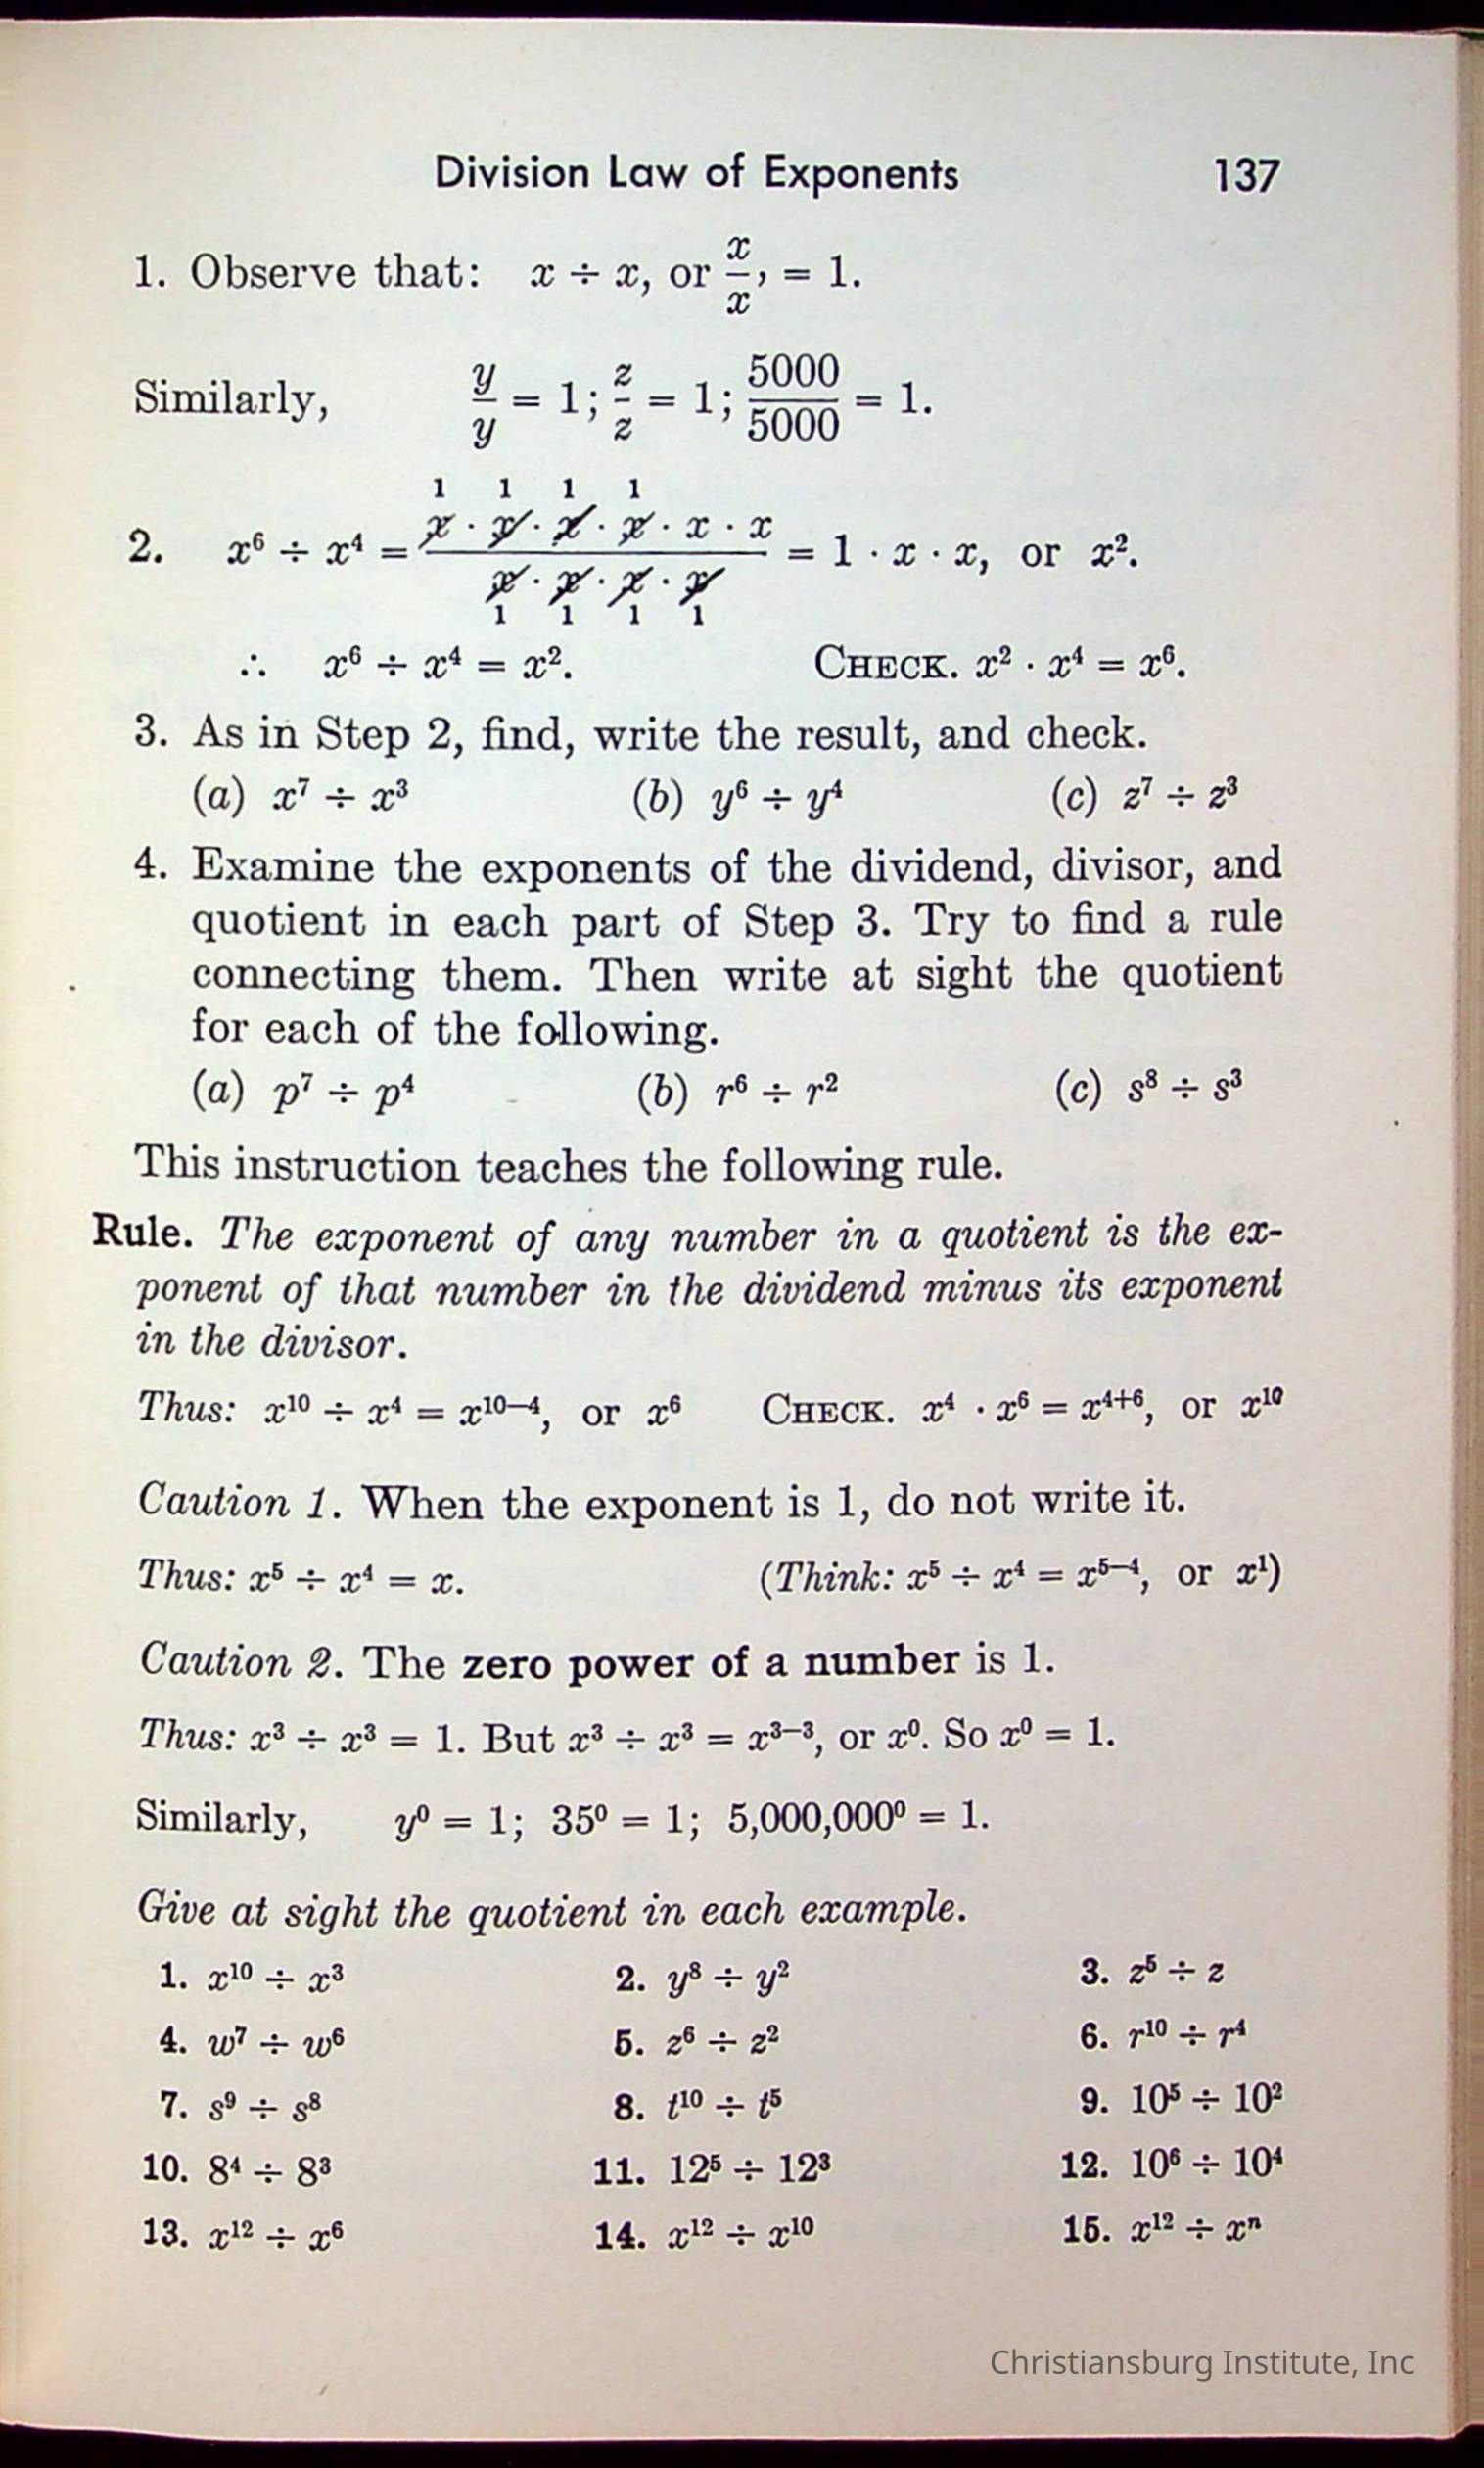 Division Law of Exponents 137
1. Observe that: x ÷ x, or x/x, = 1.
Similarly, y/y = 1; z/z = 1; 5000/5000 = 1.
1 1 1 1
2. x⁶ ÷ x⁴ = x · x · x · x · x · x / x · x · x · x = 1 · x · x, or x².
1 1 1 1
∴ x⁶ ÷ x⁴ = x². CHECK. x² · x⁴ = x⁶.
3. As in Step 2, find, write the result, and check.
(a) x⁷ ÷ x³ (b) y⁶ ÷ y⁴ (c) z⁷ ÷ z³
4. Examine the exponents of the dividend, divisor, and
quotient in each part of Step 3. Try to find a rule
connecting them. Then write at sight the quotient
for each of the following.
(a) p⁷ ÷ p⁴ (b) r⁶ ÷ r² (c) s⁸ ÷ s³
This instruction teaches the following rule.
Rule. The exponent of any number in a quotient is the ex-
ponent of that number in the dividend minus its exponent
in the divisor.
Thus: x¹⁰ ÷ x⁴ = x¹⁰⁻⁴, or x⁶ CHECK. x⁴ · x⁶ = x⁴⁺⁶, or x¹⁰
Caution 1. When the exponent is 1, do not write it.
Thus: x⁵ ÷ x⁴ = x. (Think: x⁵ ÷ x⁴ = x⁵⁻⁴, or x¹)
Caution 2. The zero power of a number is 1.
Thus: x³ ÷ x³ = 1. But x³ ÷ x³ = x³⁻³, or x⁰. So x⁰ = 1.
Similarly, y⁰ = 1; 35⁰ = 1; 5,000,000⁰ = 1.
Give at sight the quotient in each example.
1. x¹⁰ ÷ x³ 2. y⁸ ÷ y² 3. z⁵ ÷ z
4. w⁷ ÷ w⁶ 5. z⁶ ÷ z² 6. r¹⁰ ÷ r⁴
7. s⁹ ÷ s⁸ 8. t¹⁰ ÷ t⁵ 9. 10⁵ ÷ 10²
10. 8⁴ ÷ 8³ 11. 12⁵ ÷ 12³ 12. 10⁶ ÷ 10⁴
13. x¹² ÷ x⁶ 14. x¹² ÷ x¹⁰ 15. x¹² ÷ xⁿ
Christiansburg Institute, Inc